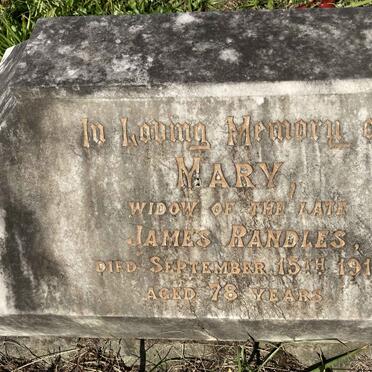 In Loving Memory o
MARY,
WIDOW OF THE LATE
JAMES RANDLES,
DIED SEPTEMBER 15TH 191
AGED 78 YEARS